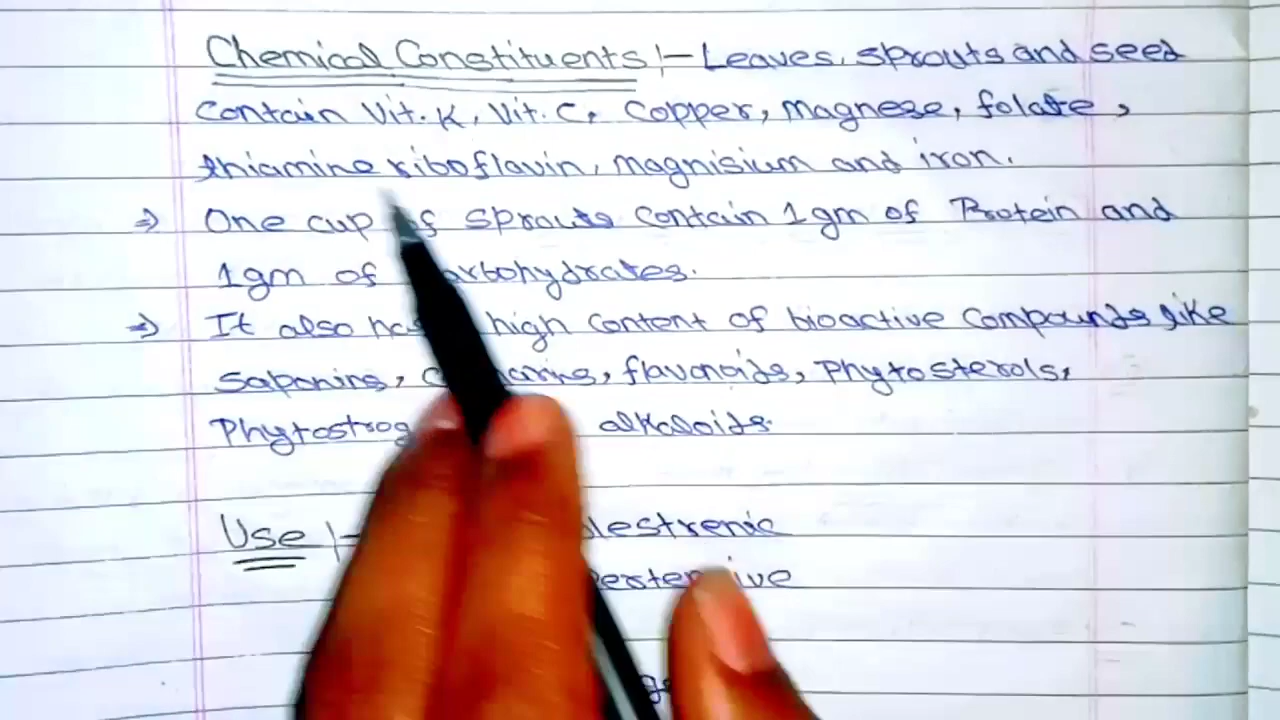 Chemical Constituents :- Leaves, sprouts and seed
contain Vit. K, Vit. C, Copper, magnese, folate,
thiamine riboflavin, magnisium and iron.
⇒ One cup of sprouts contain 1gm of Protein and
1gm of carbohydrates.
⇒ It also has high content of bioactive compounds like
saponins, flavonoids, Phytosterols,
alkaloids.
Use :-